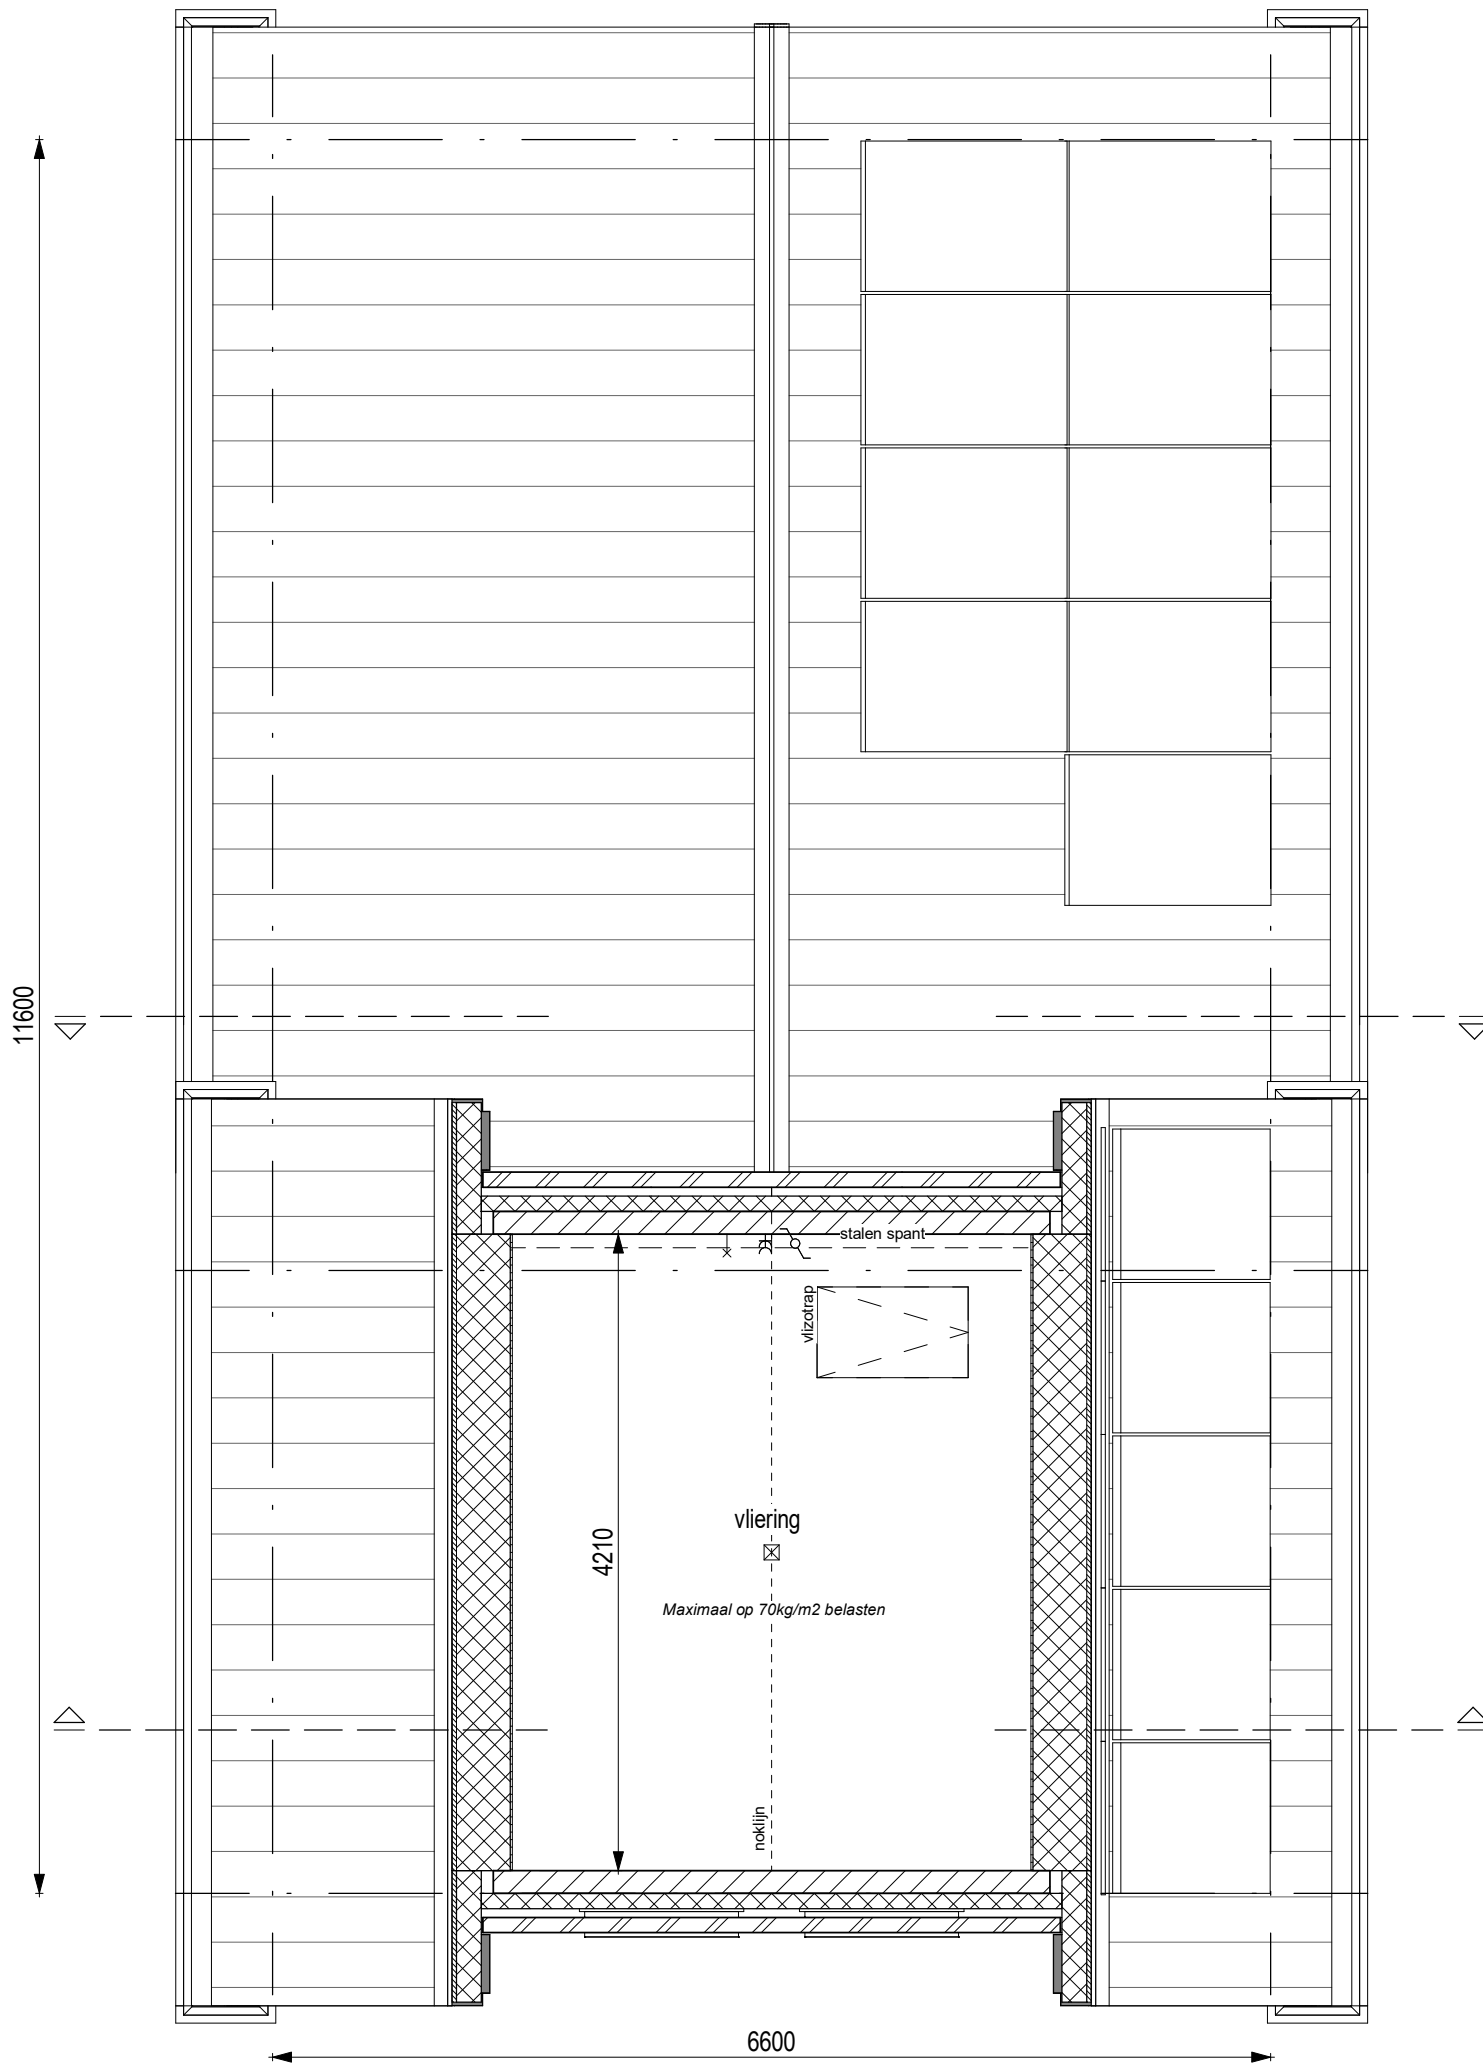 11600
stalen spant
vlizotrap
vliering
4210
Maximaal op 70kg/m2 belasten
noklijn
6600